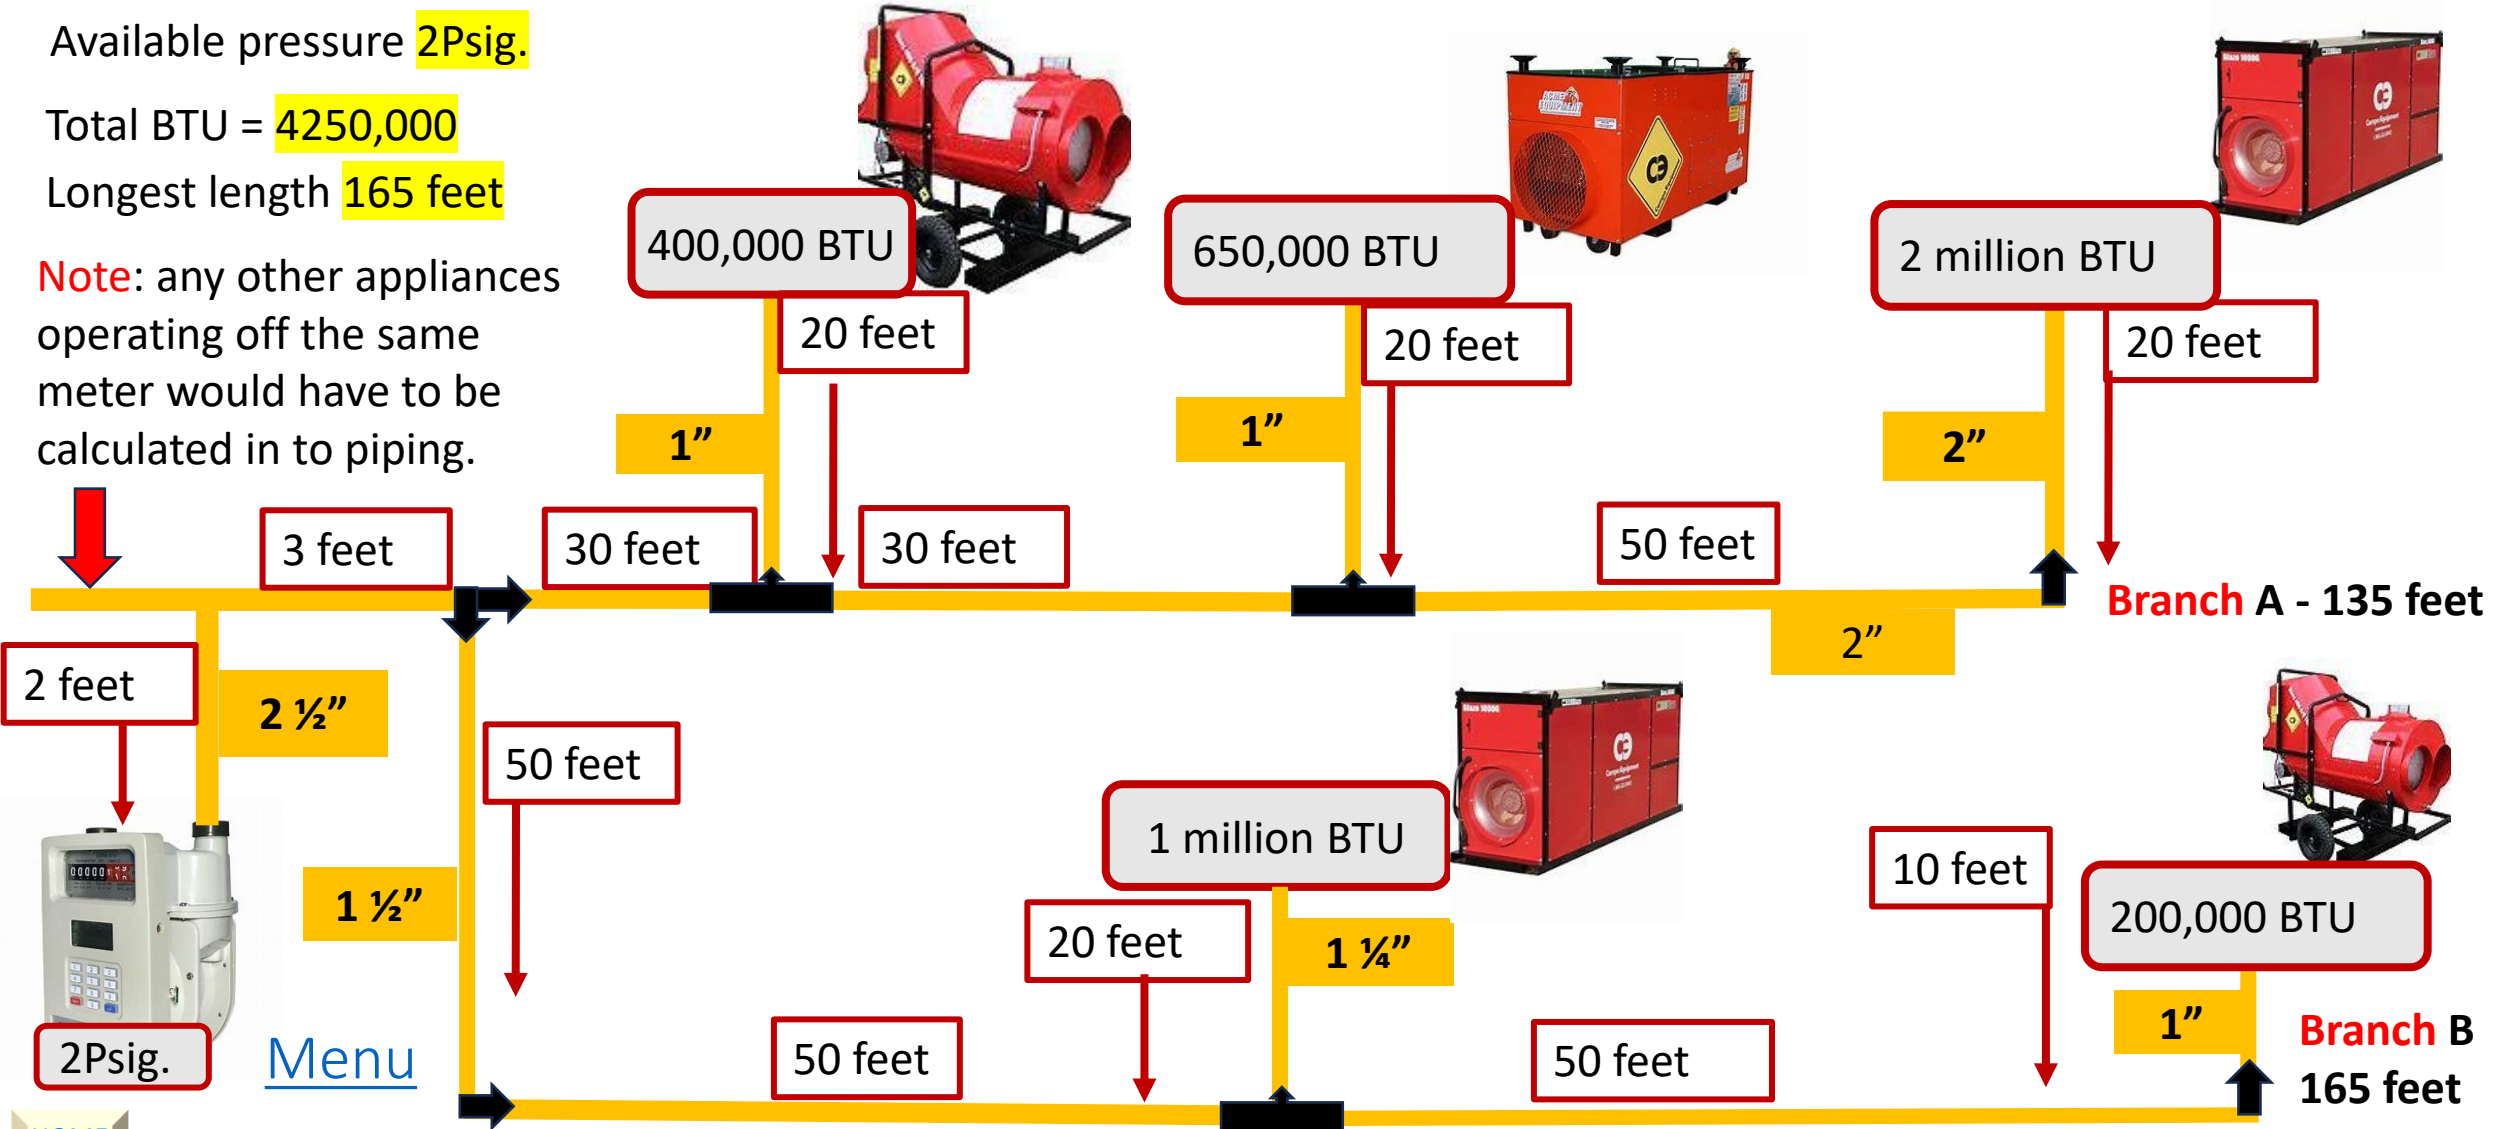 Available pressure 2Psig.
Total BTU = 4250,000
Longest length 165 feet
Note: any other appliances
operating off the same
meter would have to be
calculated in to piping.
400,000 BTU
650,000 BTU
2 million BTU
20 feet
20 feet
20 feet
1”
1”
2”
3 feet
30 feet
30 feet
50 feet
Branch A - 135 feet
2”
2 feet
2 ½”
50 feet
1 million BTU
10 feet
1 ½”
200,000 BTU
20 feet
1 ¼”
1”
Branch B
165 feet
2Psig.
Menu
50 feet
50 feet
ACME
EQUIPMENT